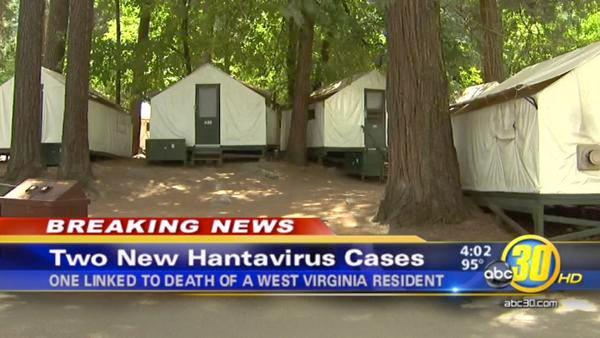 BREAKING NEWS
Two New Hantavirus Cases
4:02
95°
ONE LINKED TO DEATH OF A WEST VIRGINIA RESIDENT
abc 30 HD
abc30.com